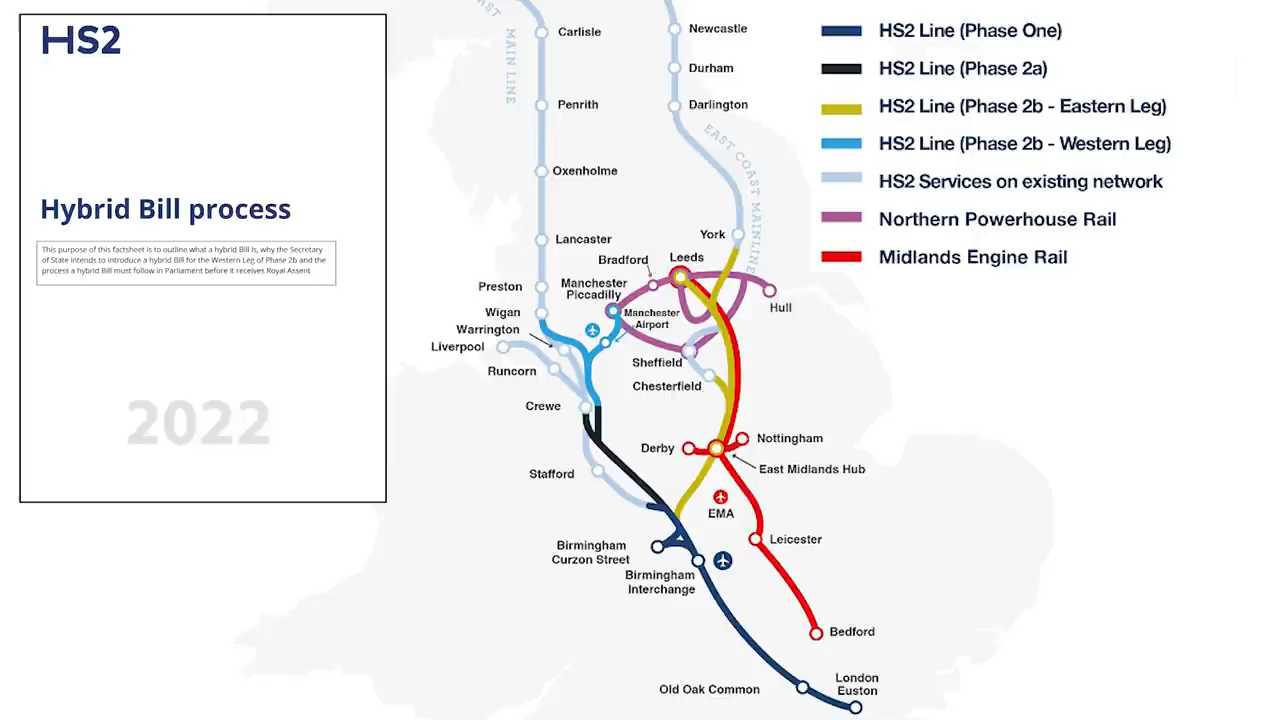 HS2
Hybrid Bill process
This purpose of this factsheet is to outline what a hybrid Bill is, why the Secretary
of State intends to introduce a hybrid Bill for the Western Leg of Phase 2b and the
process a hybrid Bill must follow in Parliament before it receives Royal Assent
2022
AST
MAIN LINE
Carlisle
Penrith
Oxenholme
Lancaster
Preston
Wigan
Warrington
Liverpool
Runcorn
Crewe
Stafford
Newcastle
Durham
Darlington
EAST COAST MAINLINE
York
Leeds
Bradford
Manchester
Piccadilly
Manchester
Airport
Hull
Sheffield
Chesterfield
Derby
Nottingham
East Midlands Hub
EMA
Leicester
Birmingham
Curzon Street
Birmingham
Interchange
Bedford
Old Oak Common
London
Euston
HS2 Line (Phase One)
HS2 Line (Phase 2a)
HS2 Line (Phase 2b - Eastern Leg)
HS2 Line (Phase 2b - Western Leg)
HS2 Services on existing network
Northern Powerhouse Rail
Midlands Engine Rail